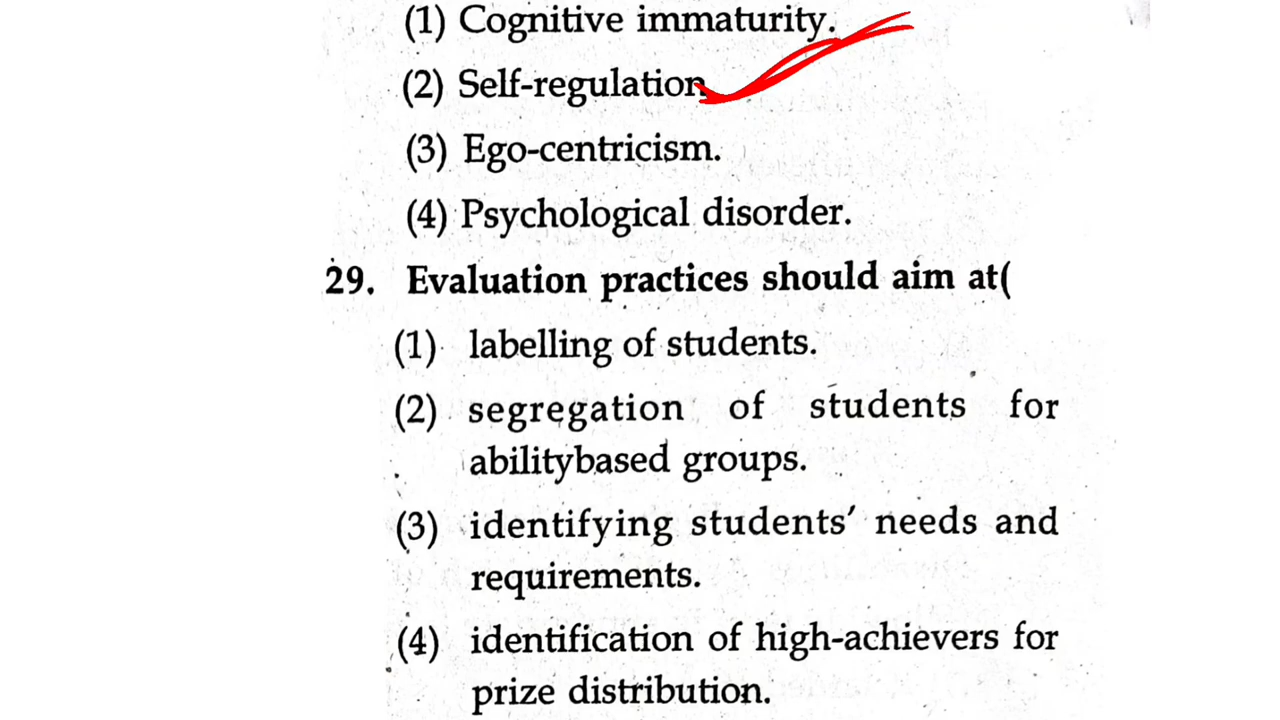 (1) Cognitive immaturity.
(2) Self-regulation
(3) Ego-centricism.
(4) Psychological disorder.
29. Evaluation practices should aim at(
(1) labelling of students.
(2) segregation of students for
abilitybased groups.
(3) identifying students' needs and
requirements.
(4) identification of high-achievers for
prize distribution.